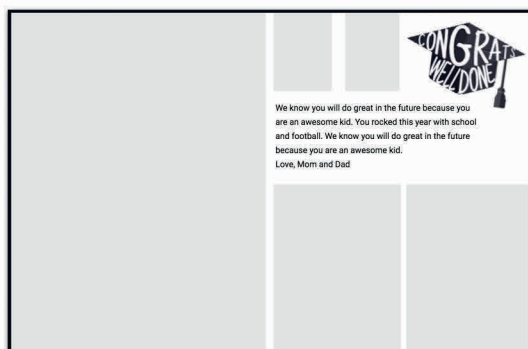 CONGRATS
WELL DONE
We know you will do great in the future because you
are an awesome kid. You rocked this year with school
and football. We know you will do great in the future
because you are an awesome kid.
Love, Mom and Dad